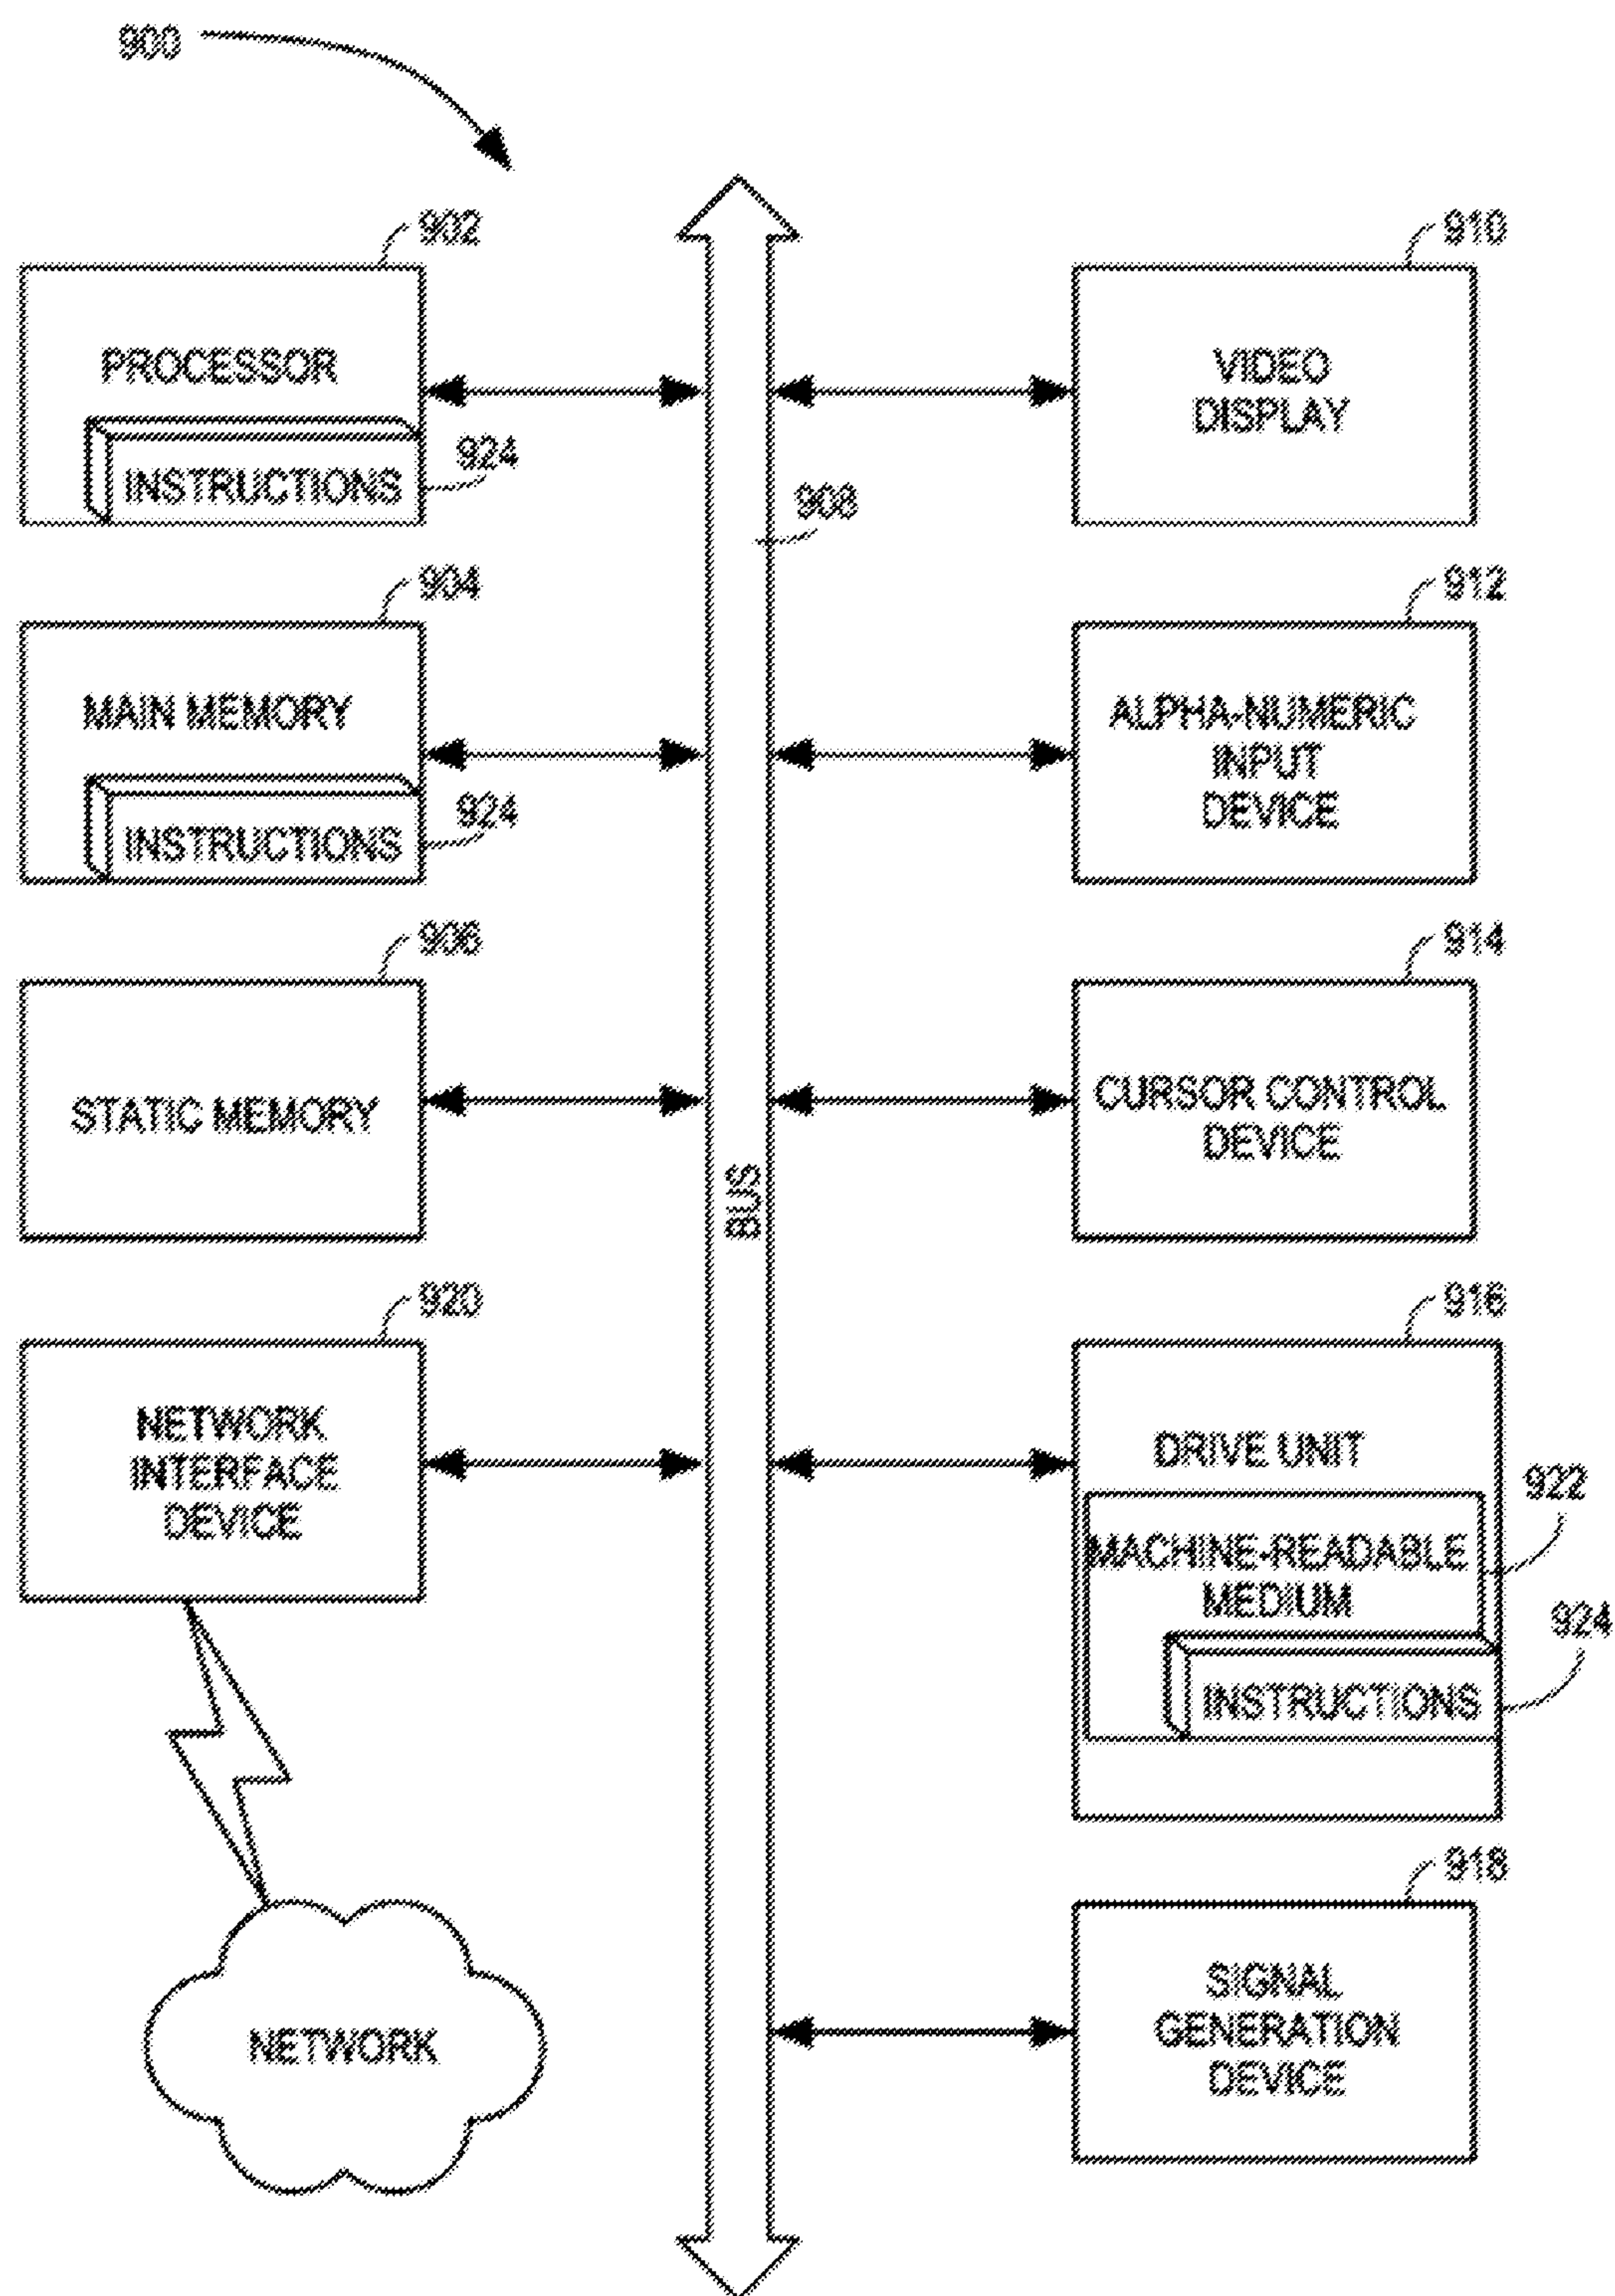 900
902
PROCESSOR
INSTRUCTIONS
924
904
MAIN MEMORY
INSTRUCTIONS
924
906
STATIC MEMORY
920
NETWORK
INTERFACE
DEVICE
NETWORK
908
BUS
910
VIDEO
DISPLAY
912
ALPHA-NUMERIC
INPUT
DEVICE
914
CURSOR CONTROL
DEVICE
916
DRIVE UNIT
922
MACHINE-READABLE
MEDIUM
924
INSTRUCTIONS
918
SIGNAL
GENERATION
DEVICE